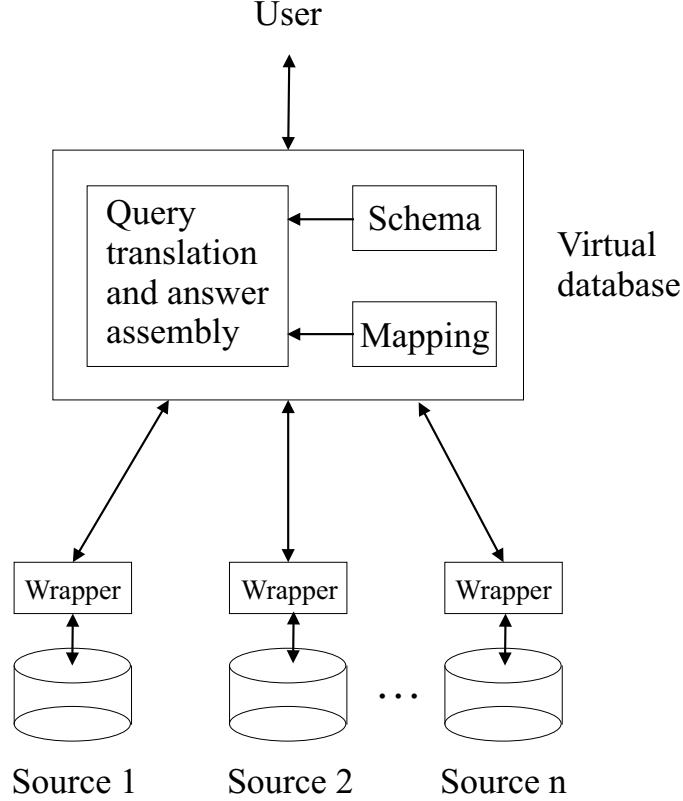 User
Query
translation
and answer
assembly
Schema
Mapping
Virtual
database
Wrapper
Wrapper
Wrapper
...
Source 1
Source 2
Source n